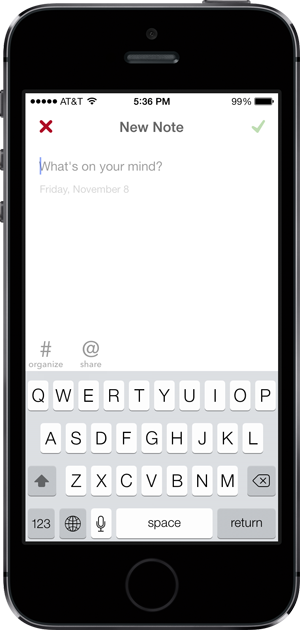 AT&T 5:36 PM 99%
New Note
What's on your mind?
Friday, November 8
# @
organize share
Q W E R T Y U I O P
A S D F G H J K L
Z X C V B N M
123 space return